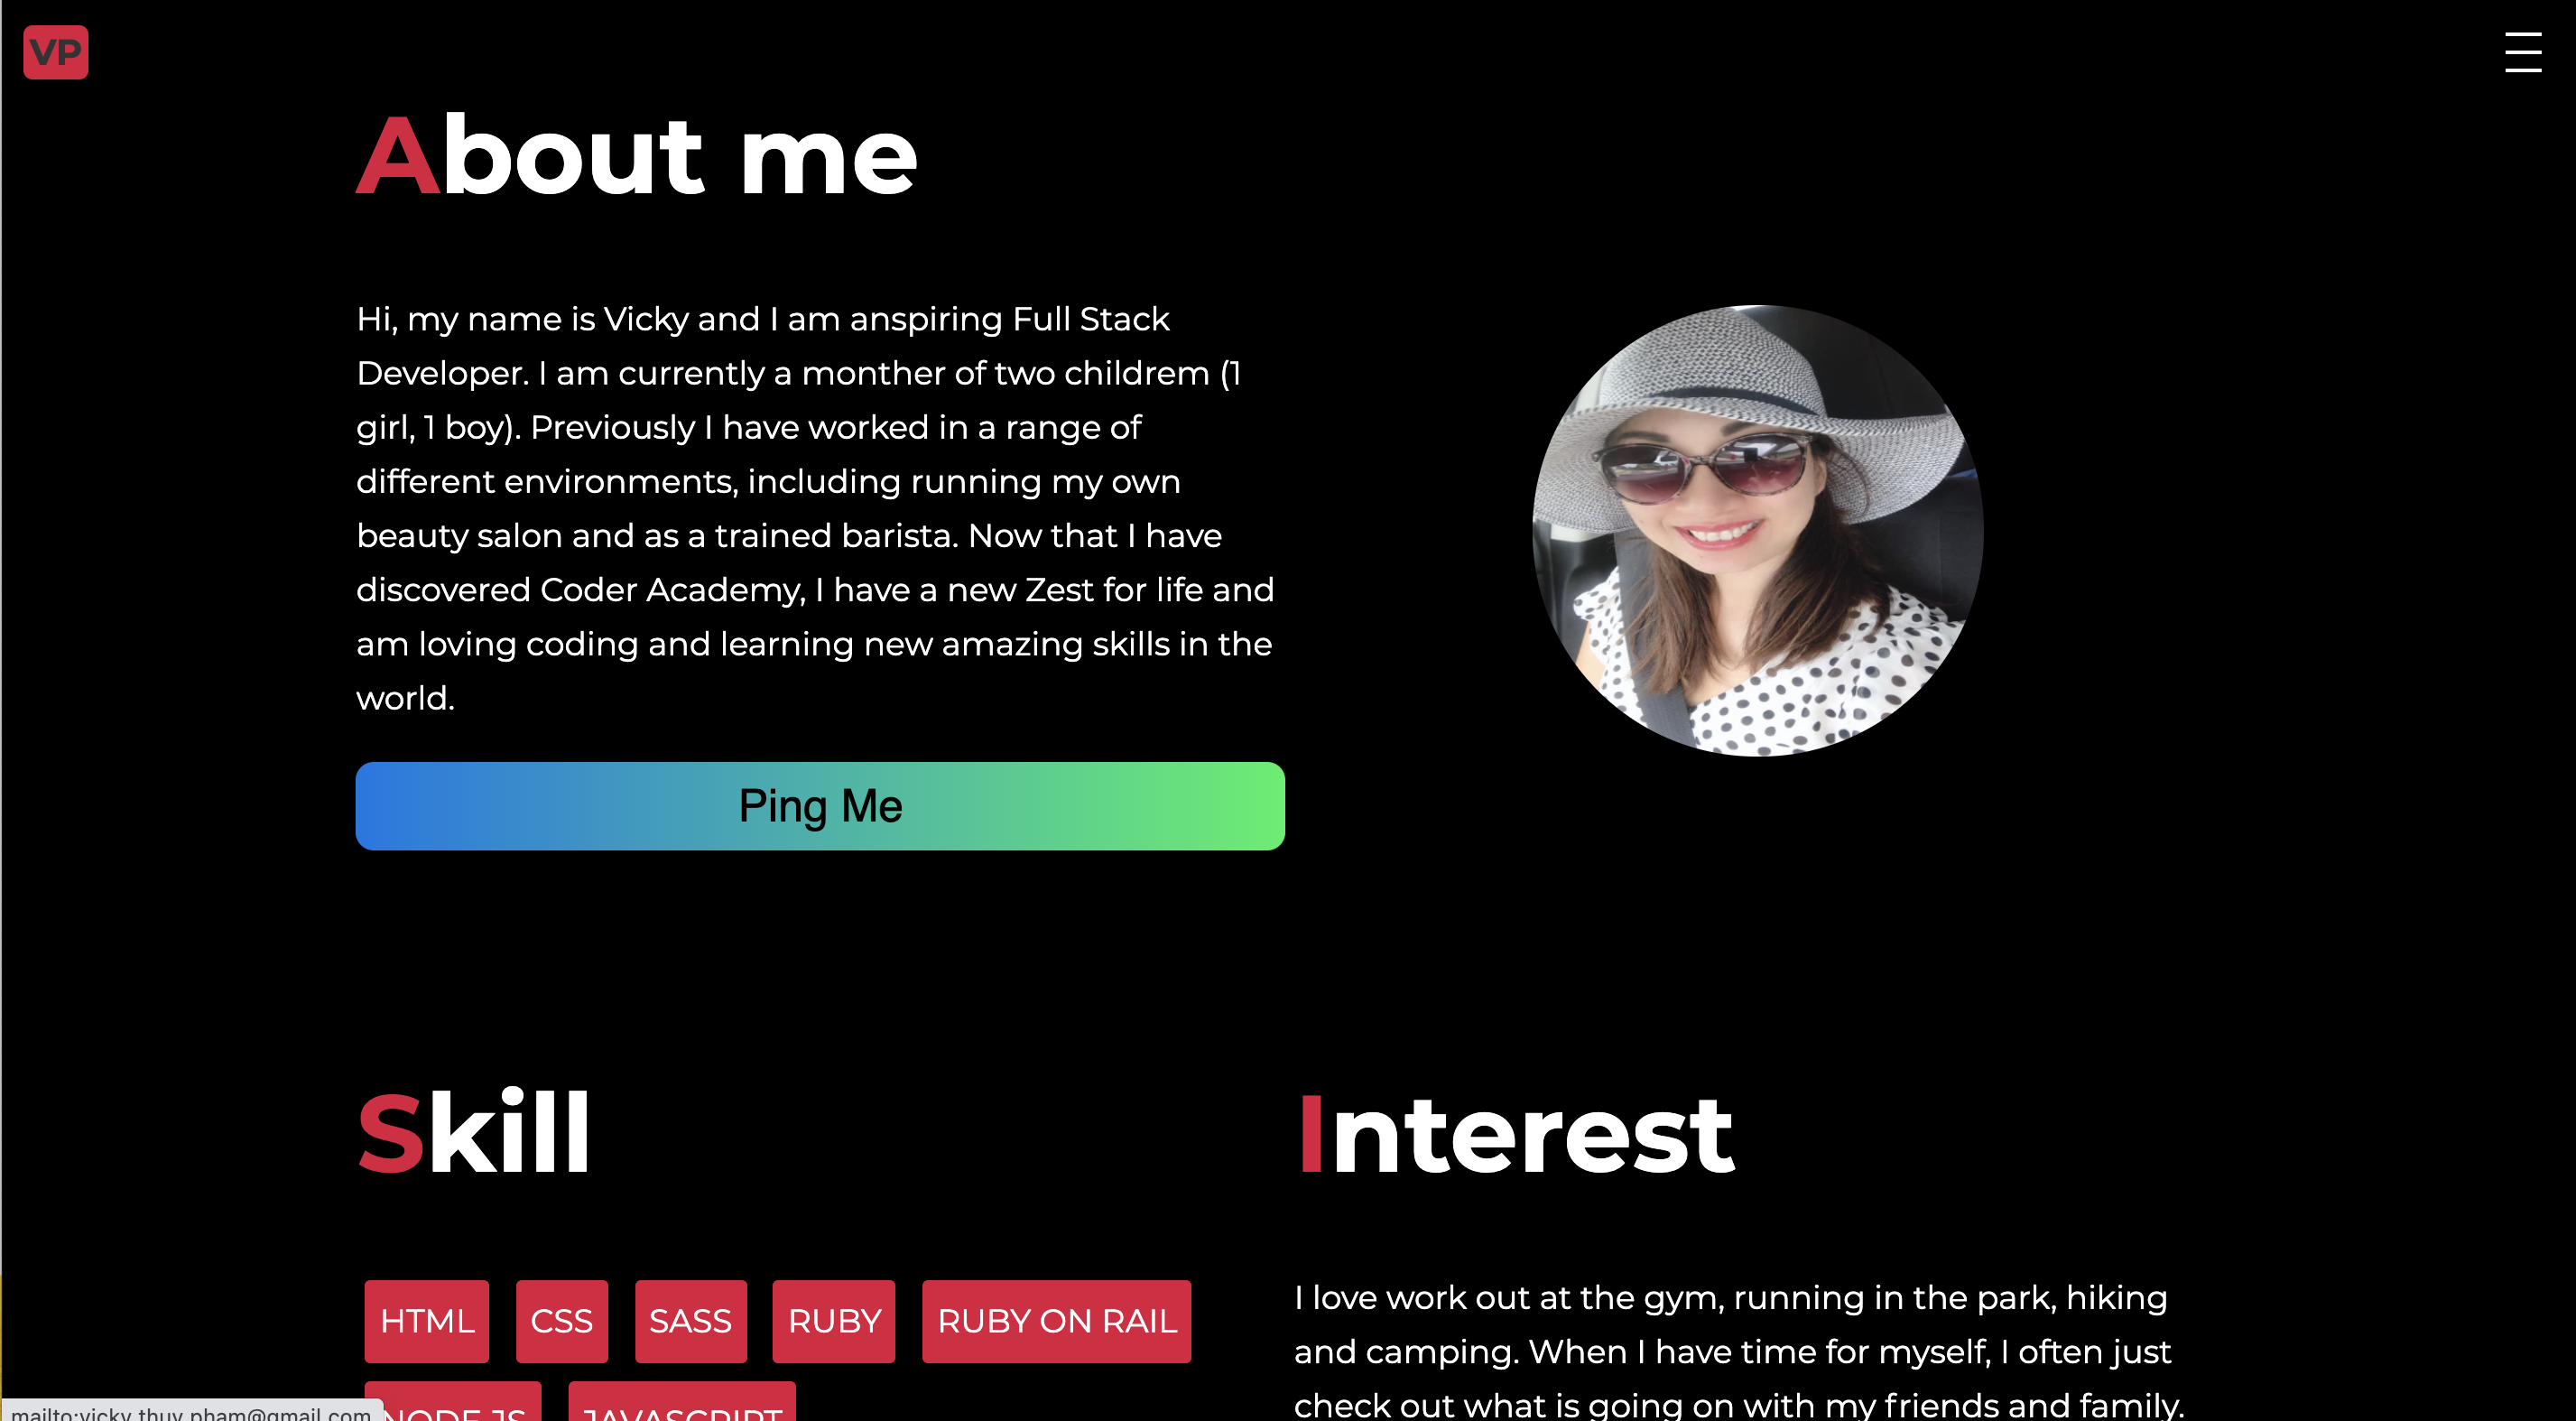 VP
About me
Hi, my name is Vicky and I am anspiring Full Stack
Developer. I am currently a monther of two childrem (1
girl, 1 boy). Previously I have worked in a range of
different environments, including running my own
beauty salon and as a trained barista. Now that I have
discovered Coder Academy, I have a new Zest for life and
am loving coding and learning new amazing skills in the
world.
Ping Me
Skill
HTML CSS SASS RUBY RUBY ON RAIL
NODE JS JAVASCRIPT
Interest
I love work out at the gym, running in the park, hiking
and camping. When I have time for myself, I often just
check out what is going on with my friends and family.
mailto:vicky.thuy.pham@gmail.com